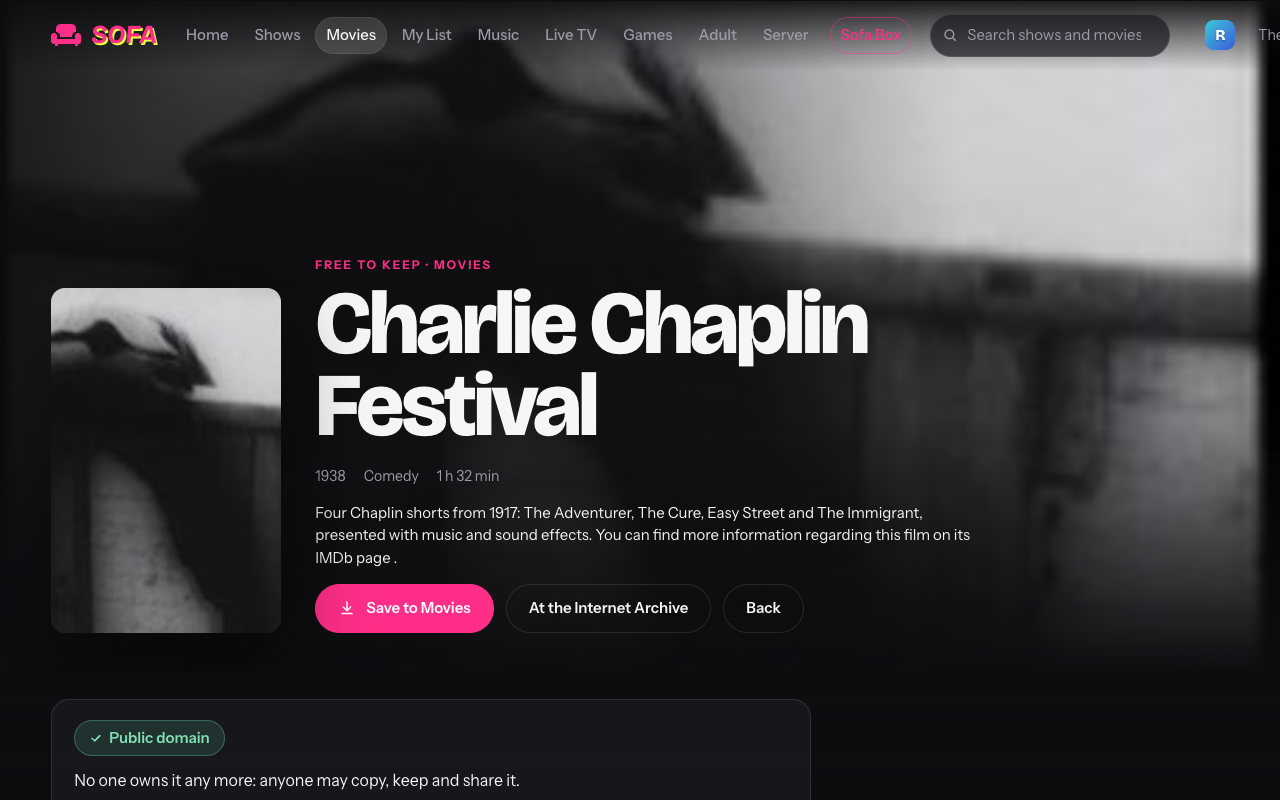 SOFA
Home
Shows
Movies
My List
Music
Live TV
Games
Adult
Server
Sofa Box
Search shows and movies
R
The
FREE TO KEEP · MOVIES
Charlie Chaplin
Festival
1938 Comedy 1 h 32 min
Four Chaplin shorts from 1917: The Adventurer, The Cure, Easy Street and The Immigrant,
presented with music and sound effects. You can find more information regarding this film on its
IMDb page .
Save to Movies
At the Internet Archive
Back
Public domain
No one owns it any more: anyone may copy, keep and share it.